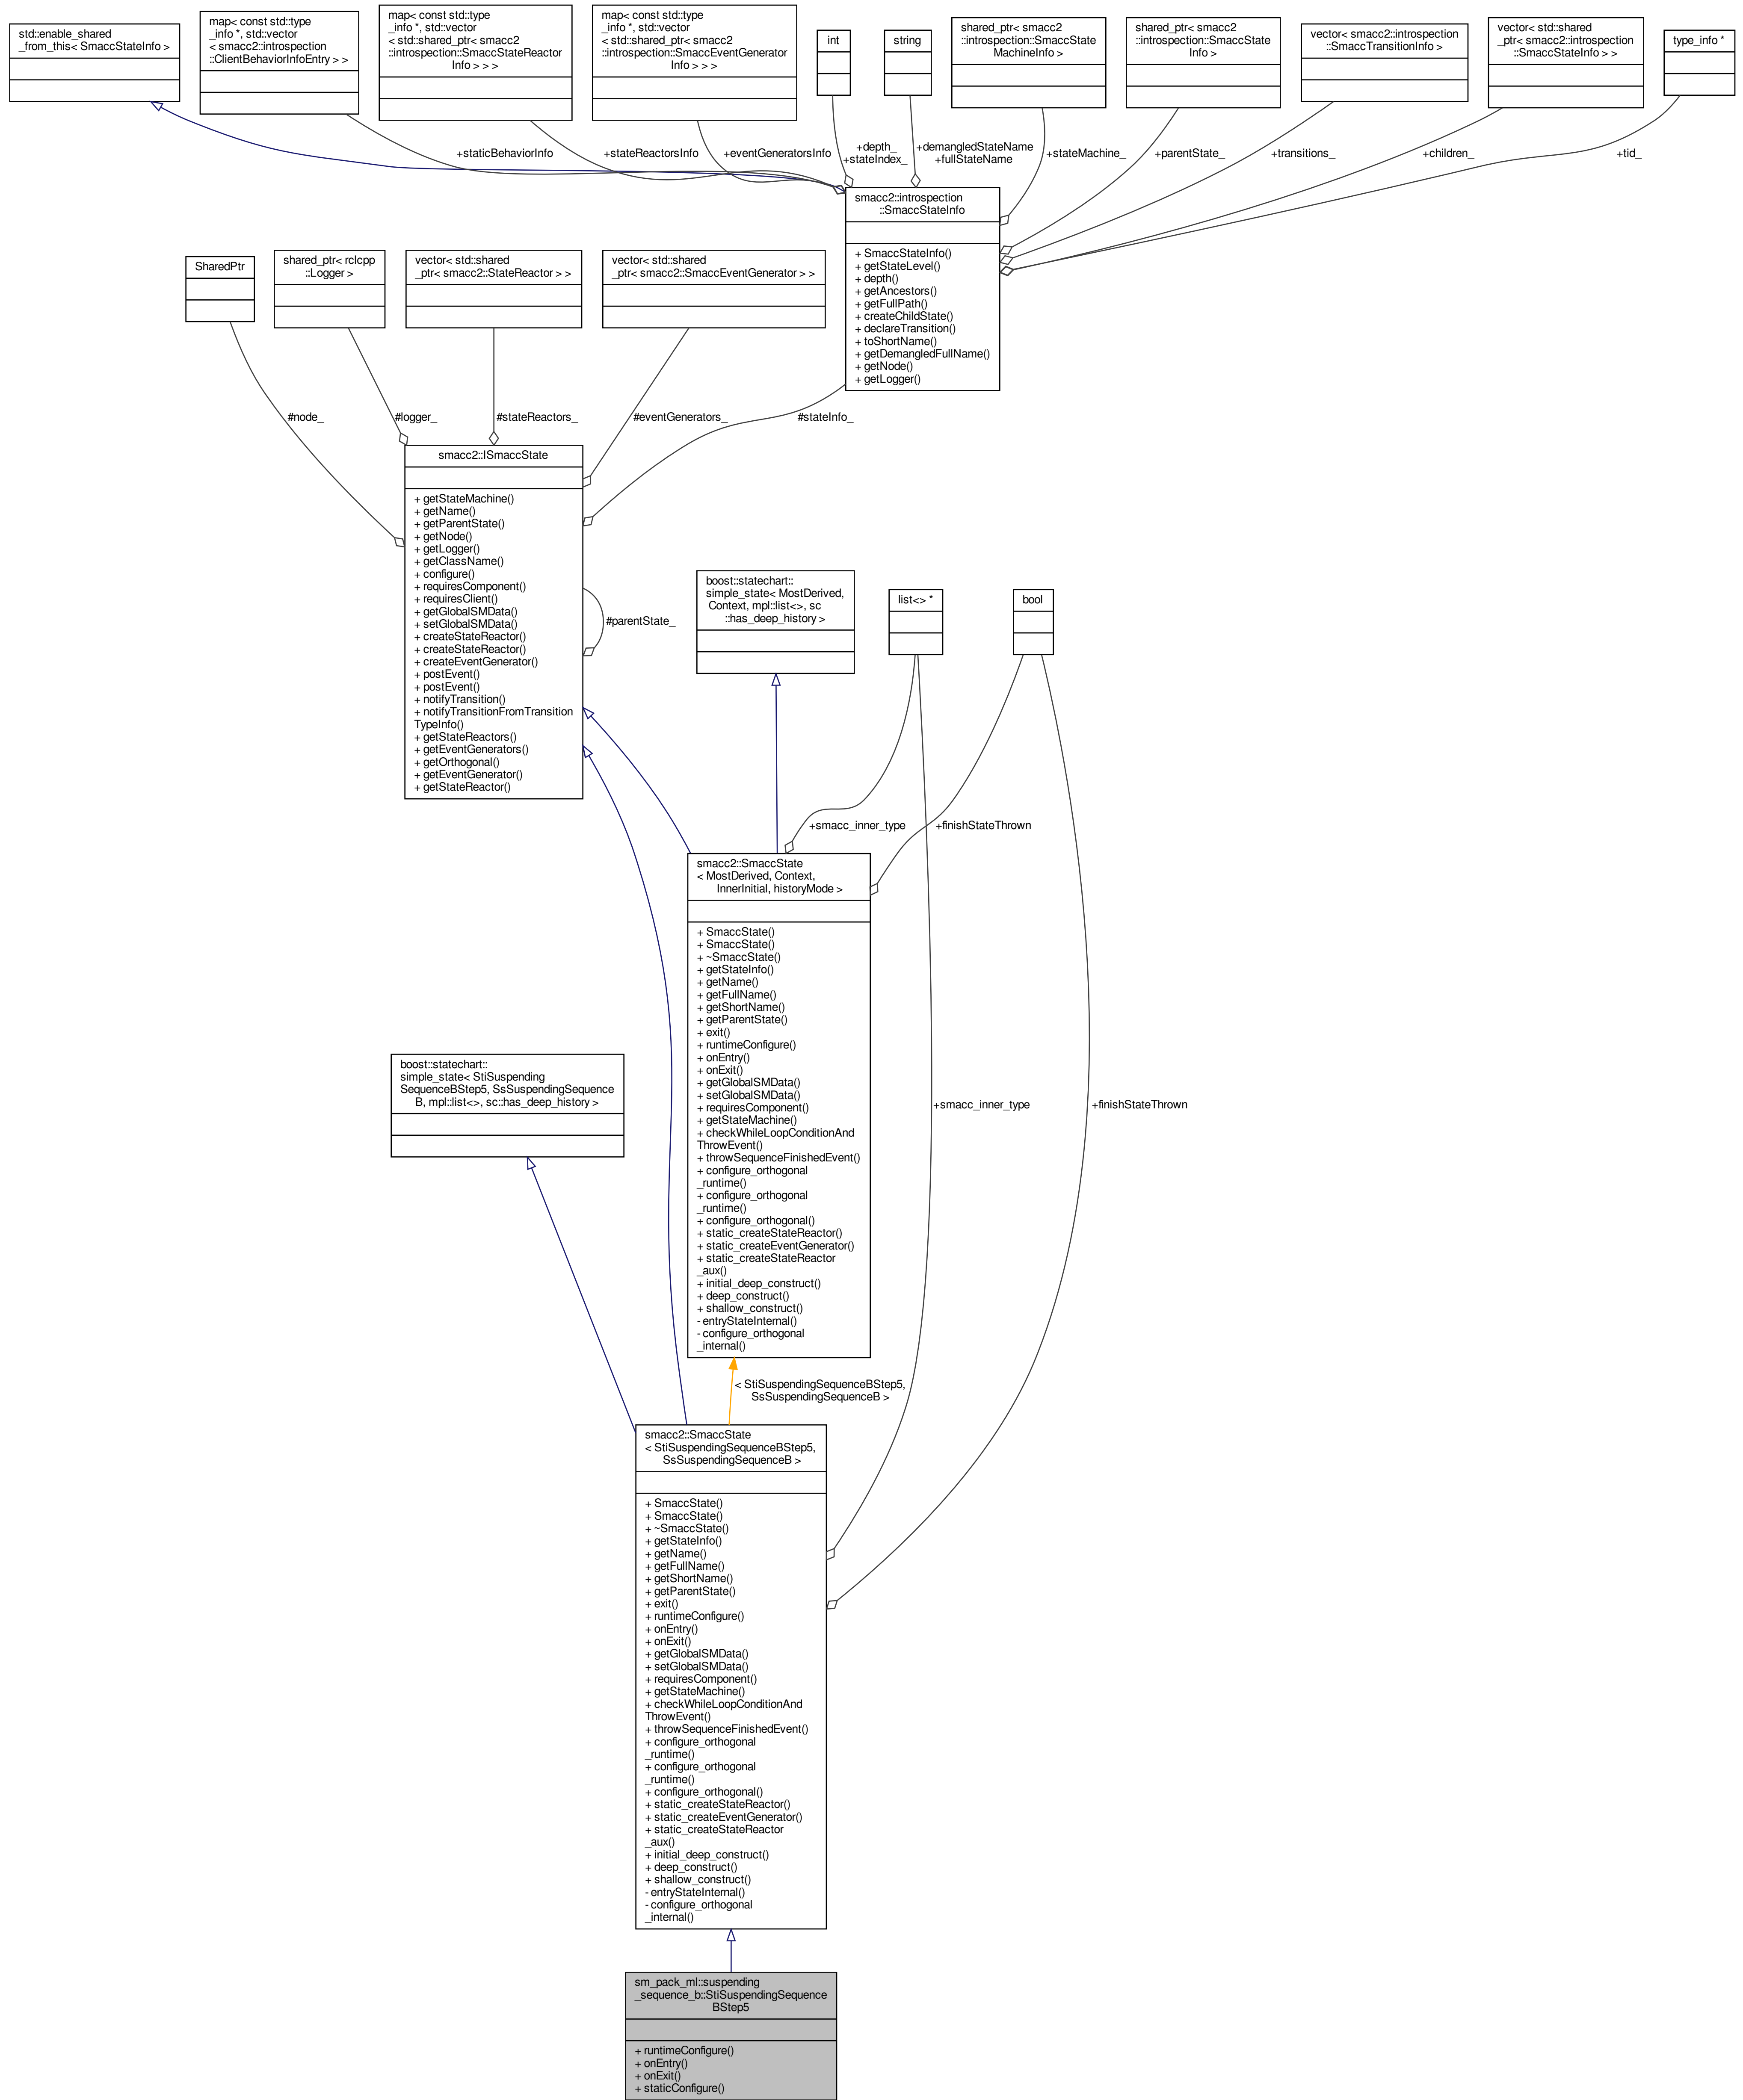 std::enable_shared
_from_this< SmaccStateInfo >
map< const std::type
_info *, std::vector
< smacc2::introspection
::ClientBehaviorInfoEntry > >
map< const std::type
_info *, std::vector
< std::shared_ptr< smacc2
::introspection::SmaccStateReactor
Info > > >
map< const std::type
_info *, std::vector
< std::shared_ptr< smacc2
::introspection::SmaccEventGenerator
Info > > >
int
string
shared_ptr< smacc2
::introspection::SmaccState
MachineInfo >
shared_ptr< smacc2
::introspection::SmaccState
Info >
vector< smacc2::introspection
::SmaccTransitionInfo >
vector< std::shared
_ptr< smacc2::introspection
::SmaccStateInfo > >
type_info *
+staticBehaviorInfo
+stateReactorsInfo
+eventGeneratorsInfo
+depth_
+stateIndex_
+demangledStateName
+fullStateName
+stateMachine_
+parentState_
+transitions_
+children_
+tid_
smacc2::introspection
::SmaccStateInfo
+ SmaccStateInfo()
+ getStateLevel()
+ depth()
+ getAncestors()
+ getFullPath()
+ createChildState()
+ declareTransition()
+ toShortName()
+ getDemangledFullName()
+ getNode()
+ getLogger()
SharedPtr
shared_ptr< rclcpp
::Logger >
vector< std::shared
_ptr< smacc2::StateReactor > >
vector< std::shared
_ptr< smacc2::SmaccEventGenerator > >
#node_
#logger_
#stateReactors_
#eventGenerators_
#stateInfo_
smacc2::ISmaccState
+ getStateMachine()
+ getName()
+ getParentState()
+ getNode()
+ getLogger()
+ getClassName()
+ configure()
+ requiresComponent()
+ requiresClient()
+ getGlobalSMData()
+ setGlobalSMData()
+ createStateReactor()
+ createStateReactor()
+ createEventGenerator()
+ postEvent()
+ postEvent()
+ notifyTransition()
+ notifyTransitionFromTransition
TypeInfo()
+ getStateReactors()
+ getEventGenerators()
+ getOrthogonal()
+ getEventGenerator()
+ getStateReactor()
#parentState_
boost::statechart::
simple_state< MostDerived,
Context, mpl::list<>, sc
::has_deep_history >
list<> *
bool
+smacc_inner_type
+finishStateThrown
smacc2::SmaccState
< MostDerived, Context,
InnerInitial, historyMode >
+ SmaccState()
+ SmaccState()
+ ~SmaccState()
+ getStateInfo()
+ getName()
+ getFullName()
+ getShortName()
+ getParentState()
+ exit()
+ runtimeConfigure()
+ onEntry()
+ onExit()
+ getGlobalSMData()
+ setGlobalSMData()
+ requiresComponent()
+ getStateMachine()
+ checkWhileLoopConditionAnd
ThrowEvent()
+ throwSequenceFinishedEvent()
+ configure_orthogonal
_runtime()
+ configure_orthogonal
_runtime()
+ configure_orthogonal()
+ static_createStateReactor()
+ static_createEventGenerator()
+ static_createStateReactor
_aux()
+ initial_deep_construct()
+ deep_construct()
+ shallow_construct()
- entryStateInternal()
- configure_orthogonal
_internal()
boost::statechart::
simple_state< StiSuspending
SequenceBStep5, SsSuspendingSequence
B, mpl::list<>, sc::has_deep_history >
+smacc_inner_type
+finishStateThrown
< StiSuspendingSequenceBStep5,
SsSuspendingSequenceB >
smacc2::SmaccState
< StiSuspendingSequenceBStep5,
SsSuspendingSequenceB >
+ SmaccState()
+ SmaccState()
+ ~SmaccState()
+ getStateInfo()
+ getName()
+ getFullName()
+ getShortName()
+ getParentState()
+ exit()
+ runtimeConfigure()
+ onEntry()
+ onExit()
+ getGlobalSMData()
+ setGlobalSMData()
+ requiresComponent()
+ getStateMachine()
+ checkWhileLoopConditionAnd
ThrowEvent()
+ throwSequenceFinishedEvent()
+ configure_orthogonal
_runtime()
+ configure_orthogonal
_runtime()
+ configure_orthogonal()
+ static_createStateReactor()
+ static_createEventGenerator()
+ static_createStateReactor
_aux()
+ initial_deep_construct()
+ deep_construct()
+ shallow_construct()
- entryStateInternal()
- configure_orthogonal
_internal()
sm_pack_ml::suspending
_sequence_b::StiSuspendingSequence
BStep5
+ runtimeConfigure()
+ onEntry()
+ onExit()
+ staticConfigure()